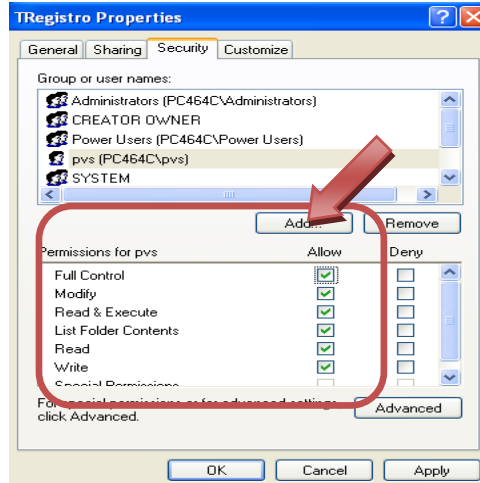 TRegistro Properties
General Sharing Security Customize
Group or user names:
Administrators (PC464C\Administrators)
CREATOR OWNER
Power Users (PC464C\Power Users)
pvs (PC464C\pvs)
SYSTEM
Add... Remove
Permissions for pvs Allow Deny
Full Control
Modify
Read & Execute
List Folder Contents
Read
Write
Special Permissions
For special permissions or for advanced settings,
click Advanced.
Advanced
OK Cancel Apply